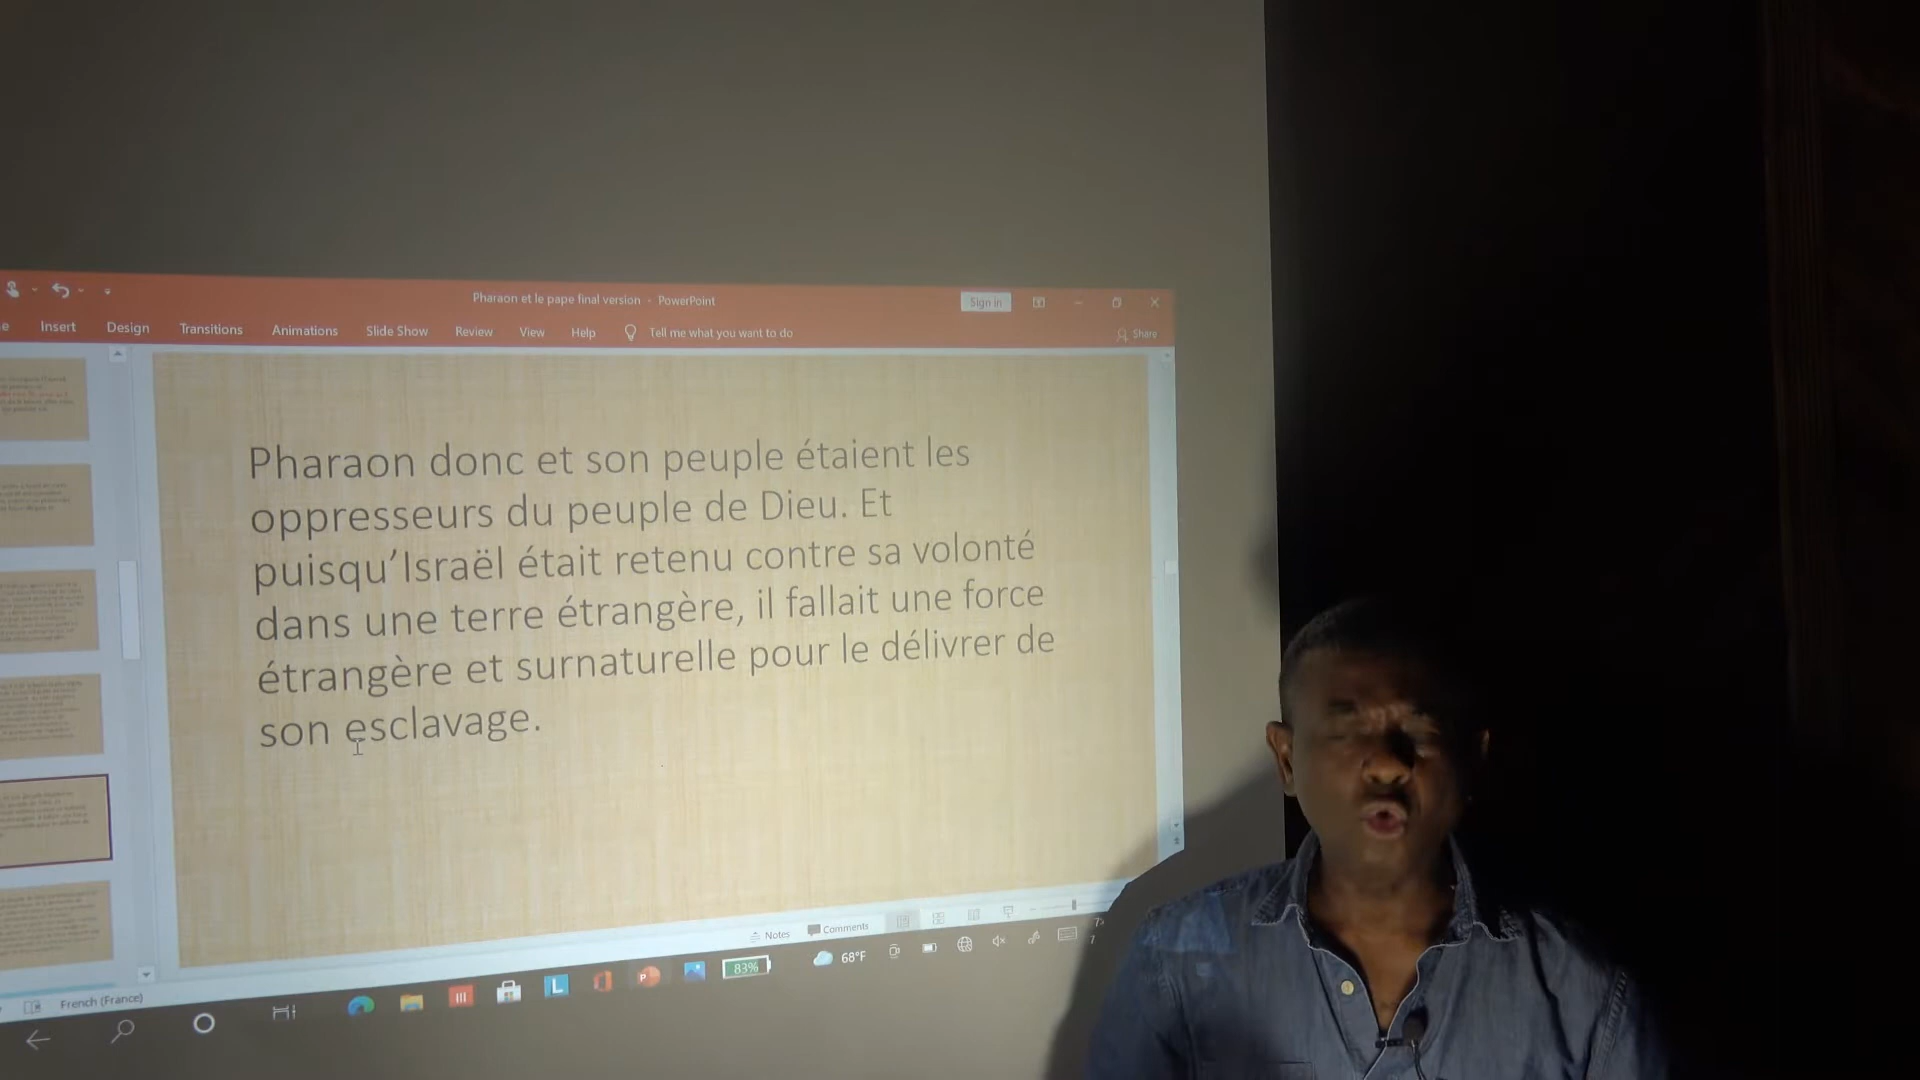 Pharaon et le pape final version - PowerPoint
Sign in
Insert Design Transitions Animations Slide Show Review View Help Tell me what you want to do Share
Pharaon donc et son peuple étaient les
oppresseurs du peuple de Dieu. Et
puisqu’Israël était retenu contre sa volonté
dans une terre étrangère, il fallait une force
étrangère et surnaturelle pour le délivrer de
son esclavage.
Notes Comments
French (France)
83% 68°F